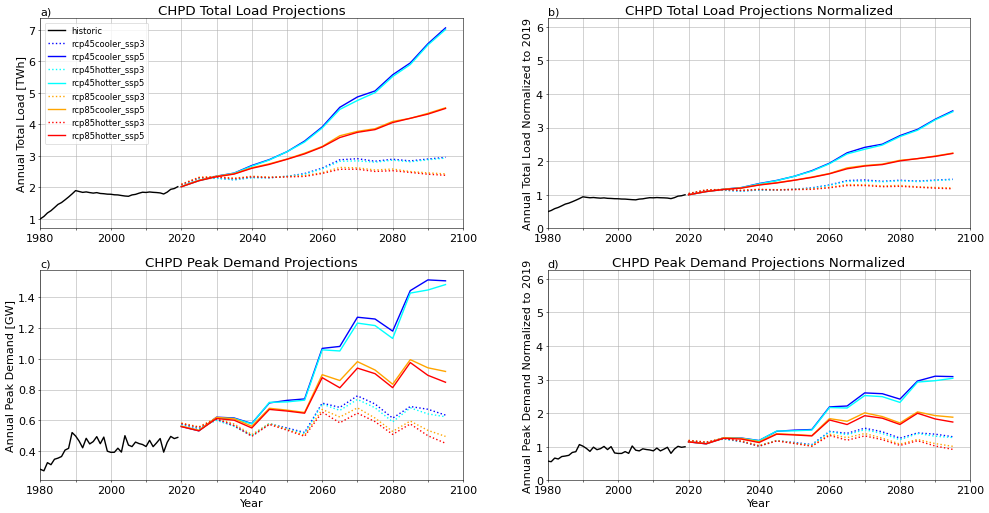 a)
CHPD Total Load Projections
Annual Total Load [TWh]
7
6
5
4
3
2
1
historic
rcp45cooler_ssp3
rcp45cooler_ssp5
rcp45hotter_ssp3
rcp45hotter_ssp5
rcp85cooler_ssp3
rcp85cooler_ssp5
rcp85hotter_ssp3
rcp85hotter_ssp5
1980 2000 2020 2040 2060 2080 2100
b)
CHPD Total Load Projections Normalized
Annual Total Load Normalized to 2019
6
5
4
3
2
1
0
1980 2000 2020 2040 2060 2080 2100
c)
CHPD Peak Demand Projections
Annual Peak Demand [GW]
1.4
1.2
1.0
0.8
0.6
0.4
1980 2000 2020 2040 2060 2080 2100
Year
d)
CHPD Peak Demand Projections Normalized
Annual Peak Demand Normalized to 2019
6
5
4
3
2
1
0
1980 2000 2020 2040 2060 2080 2100
Year